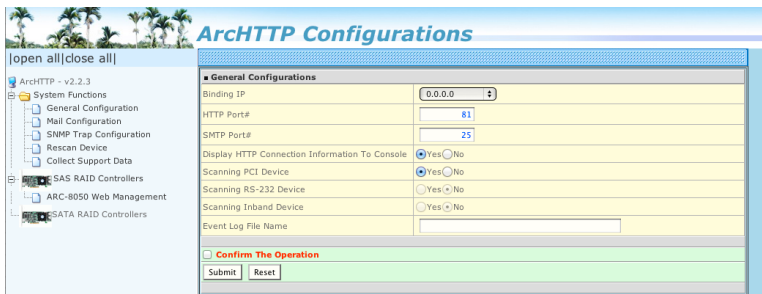 ArcHTTP Configurations
|open all|close all|
ArcHTTP - v2.2.3
System Functions
General Configuration
Mail Configuration
SNMP Trap Configuration
Rescan Device
Collect Support Data
SAS RAID Controllers
ARC-8050 Web Management
SATA RAID Controllers
General Configurations
Binding IP 0.0.0.0
HTTP Port# 81
SMTP Port# 25
Display HTTP Connection Information To Console Yes No
Scanning PCI Device Yes No
Scanning RS-232 Device Yes No
Scanning Inband Device Yes No
Event Log File Name
Confirm The Operation
Submit Reset